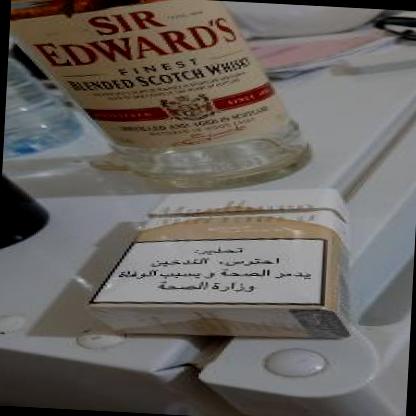 SIR
EDWARD'S
FINEST
BLENDED SCOTCH WHISKY
DISTILLED AND AGED IN SCOTLAND
Marlboro
تحذير:
احترس، التدخين
يدمر الصحة و يسبب الوفاة
وزارة الصحة